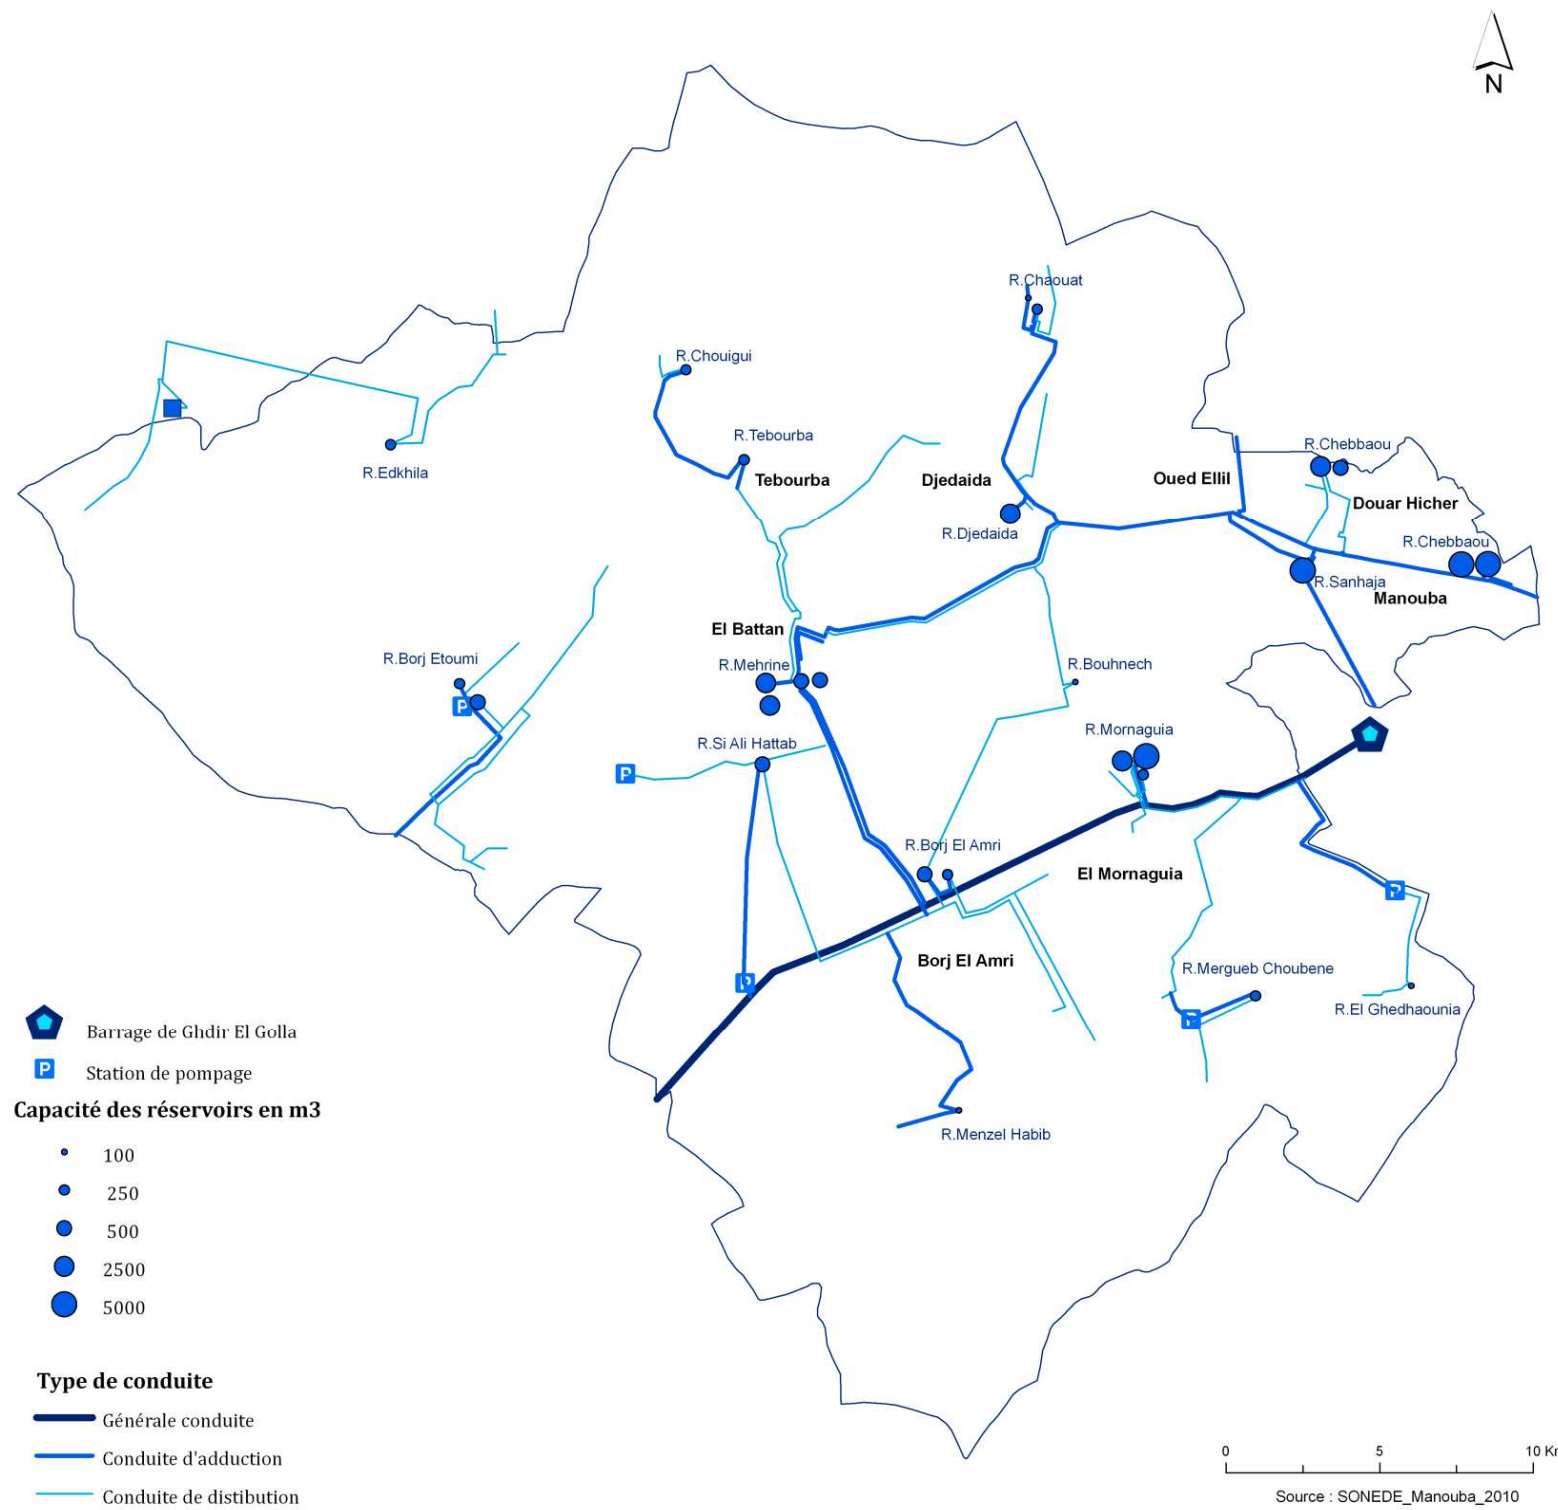 N
R.Chaouat
R.Chouigui
R.Tebourba
R.Chebbaou
R.Edkhila
Tebourba
Djedaida
Oued Ellil
Douar Hicher
R.Djedaida
R.Chebbaou
R.Sanhaja
Manouba
El Battan
R.Borj Etoumi
R.Mehrine
R.Bouhnech
P
R.Mornaguia
R.Si Ali Hattab
P
R.Borj El Amri
El Mornaguia
P
Borj El Amri
R.Mergueb Choubene
P
R.El Ghedhaounia
P
R.Menzel Habib
Barrage de Ghdir El Golla
P Station de pompage
Capacité des réservoirs en m3
100
250
500
2500
5000
Type de conduite
Générale conduite
Conduite d'adduction
Conduite de distibution
0 5 10 Kr
Source : SONEDE_Manouba_2010